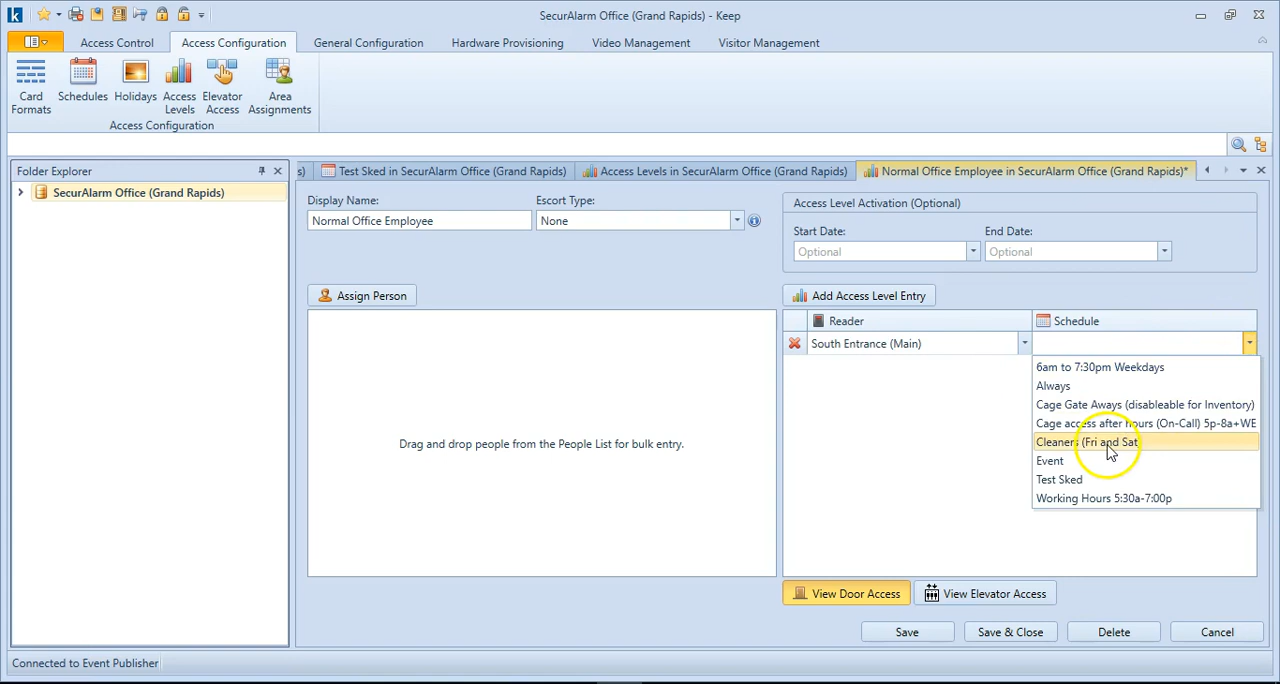 SecurAlarm Office (Grand Rapids) - Keep
Access Control
Access Configuration
General Configuration
Hardware Provisioning
Video Management
Visitor Management
Card
Formats
Schedules
Holidays
Access
Levels
Elevator
Access
Area
Assignments
Access Configuration
Folder Explorer
SecurAlarm Office (Grand Rapids)
s)
Test Sked in SecurAlarm Office (Grand Rapids)
Access Levels in SecurAlarm Office (Grand Rapids)
Normal Office Employee in SecurAlarm Office (Grand Rapids)*
Display Name:
Normal Office Employee
Escort Type:
None
Access Level Activation (Optional)
Start Date:
Optional
End Date:
Optional
Assign Person
Drag and drop people from the People List for bulk entry.
Add Access Level Entry
Reader
Schedule
South Entrance (Main)
6am to 7:30pm Weekdays
Always
Cage Gate Aways (disableable for Inventory)
Cage access after hours (On-Call) 5p-8a+WE
Cleaners (Fri and Sat
Event
Test Sked
Working Hours 5:30a-7:00p
View Door Access
View Elevator Access
Save
Save & Close
Delete
Cancel
Connected to Event Publisher